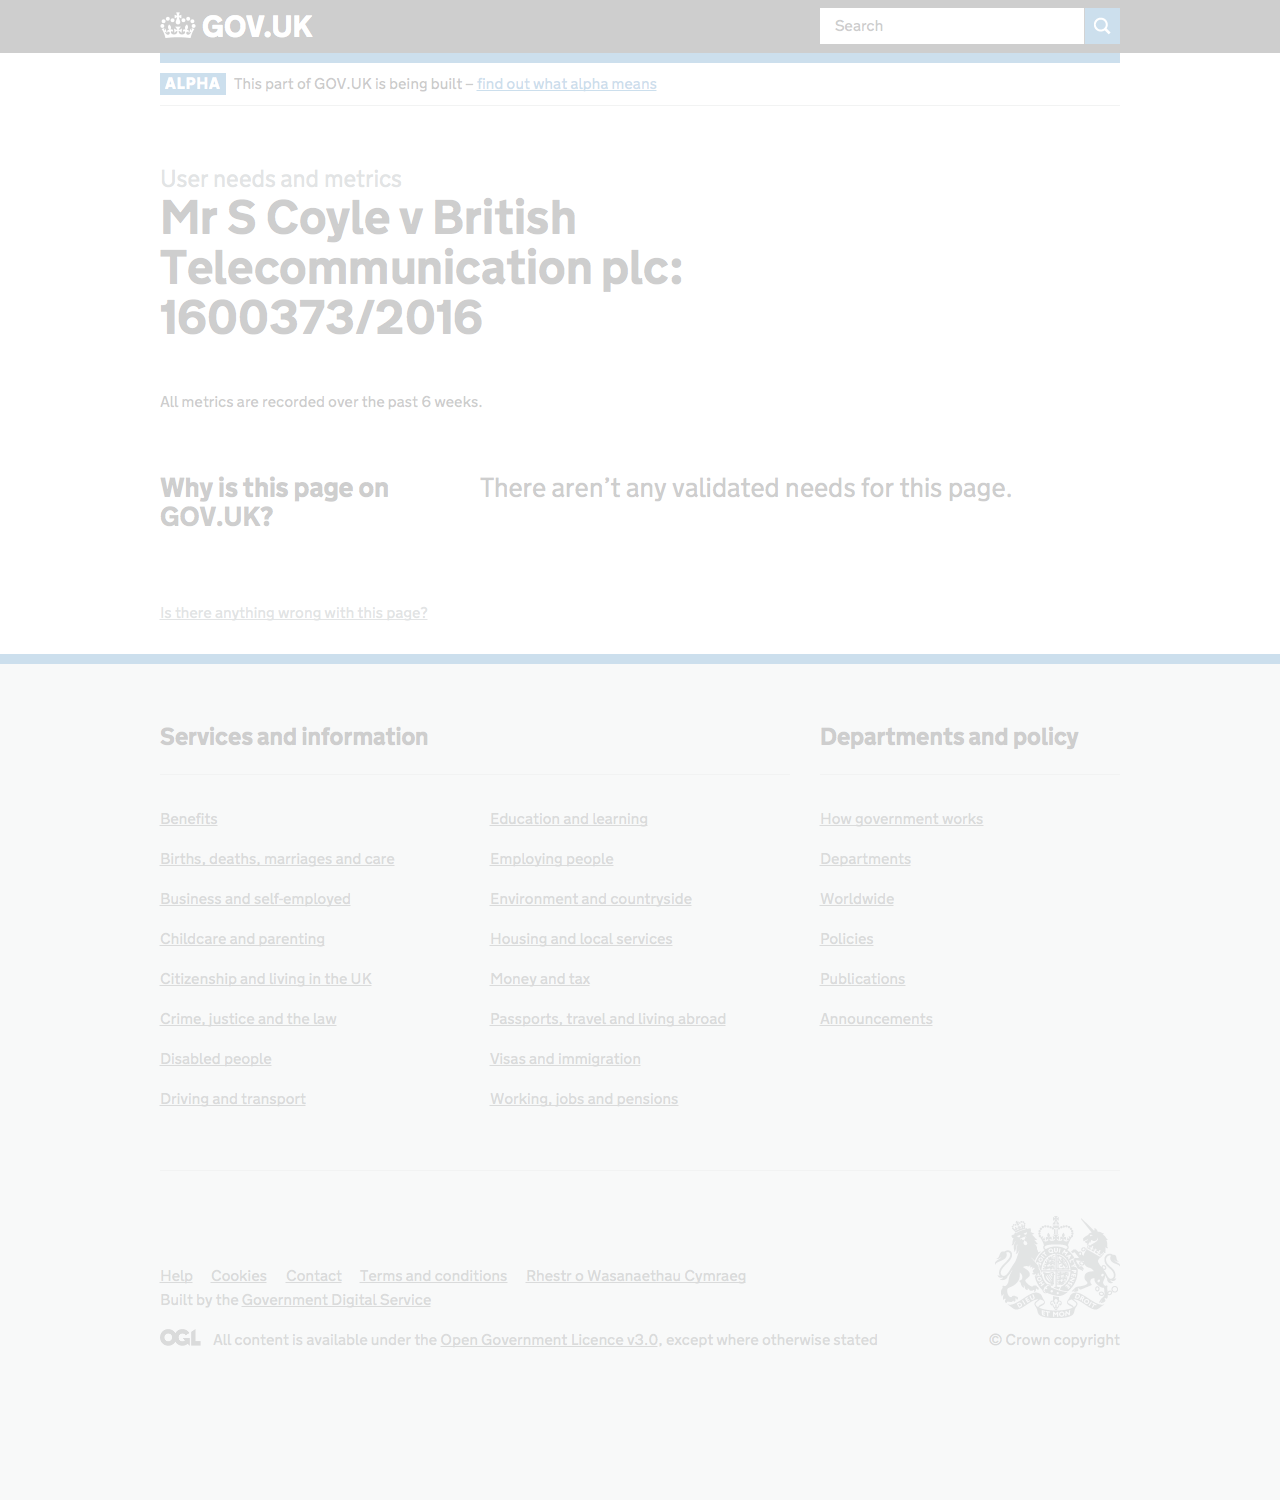 GOV.UK
Search
ALPHA This part of GOV.UK is being built – find out what alpha means
User needs and metrics
Mr S Coyle v British
Telecommunication plc:
1600373/2016
All metrics are recorded over the past 6 weeks.
Why is this page on
GOV.UK?
There aren’t any validated needs for this page.
Is there anything wrong with this page?
Services and information
Benefits
Births, deaths, marriages and care
Business and self-employed
Childcare and parenting
Citizenship and living in the UK
Crime, justice and the law
Disabled people
Driving and transport
Education and learning
Employing people
Environment and countryside
Housing and local services
Money and tax
Passports, travel and living abroad
Visas and immigration
Working, jobs and pensions
Departments and policy
How government works
Departments
Worldwide
Policies
Publications
Announcements
Help Cookies Contact Terms and conditions Rhestr o Wasanaethau Cymraeg
Built by the Government Digital Service
OGL All content is available under the Open Government Licence v3.0, except where otherwise stated
© Crown copyright